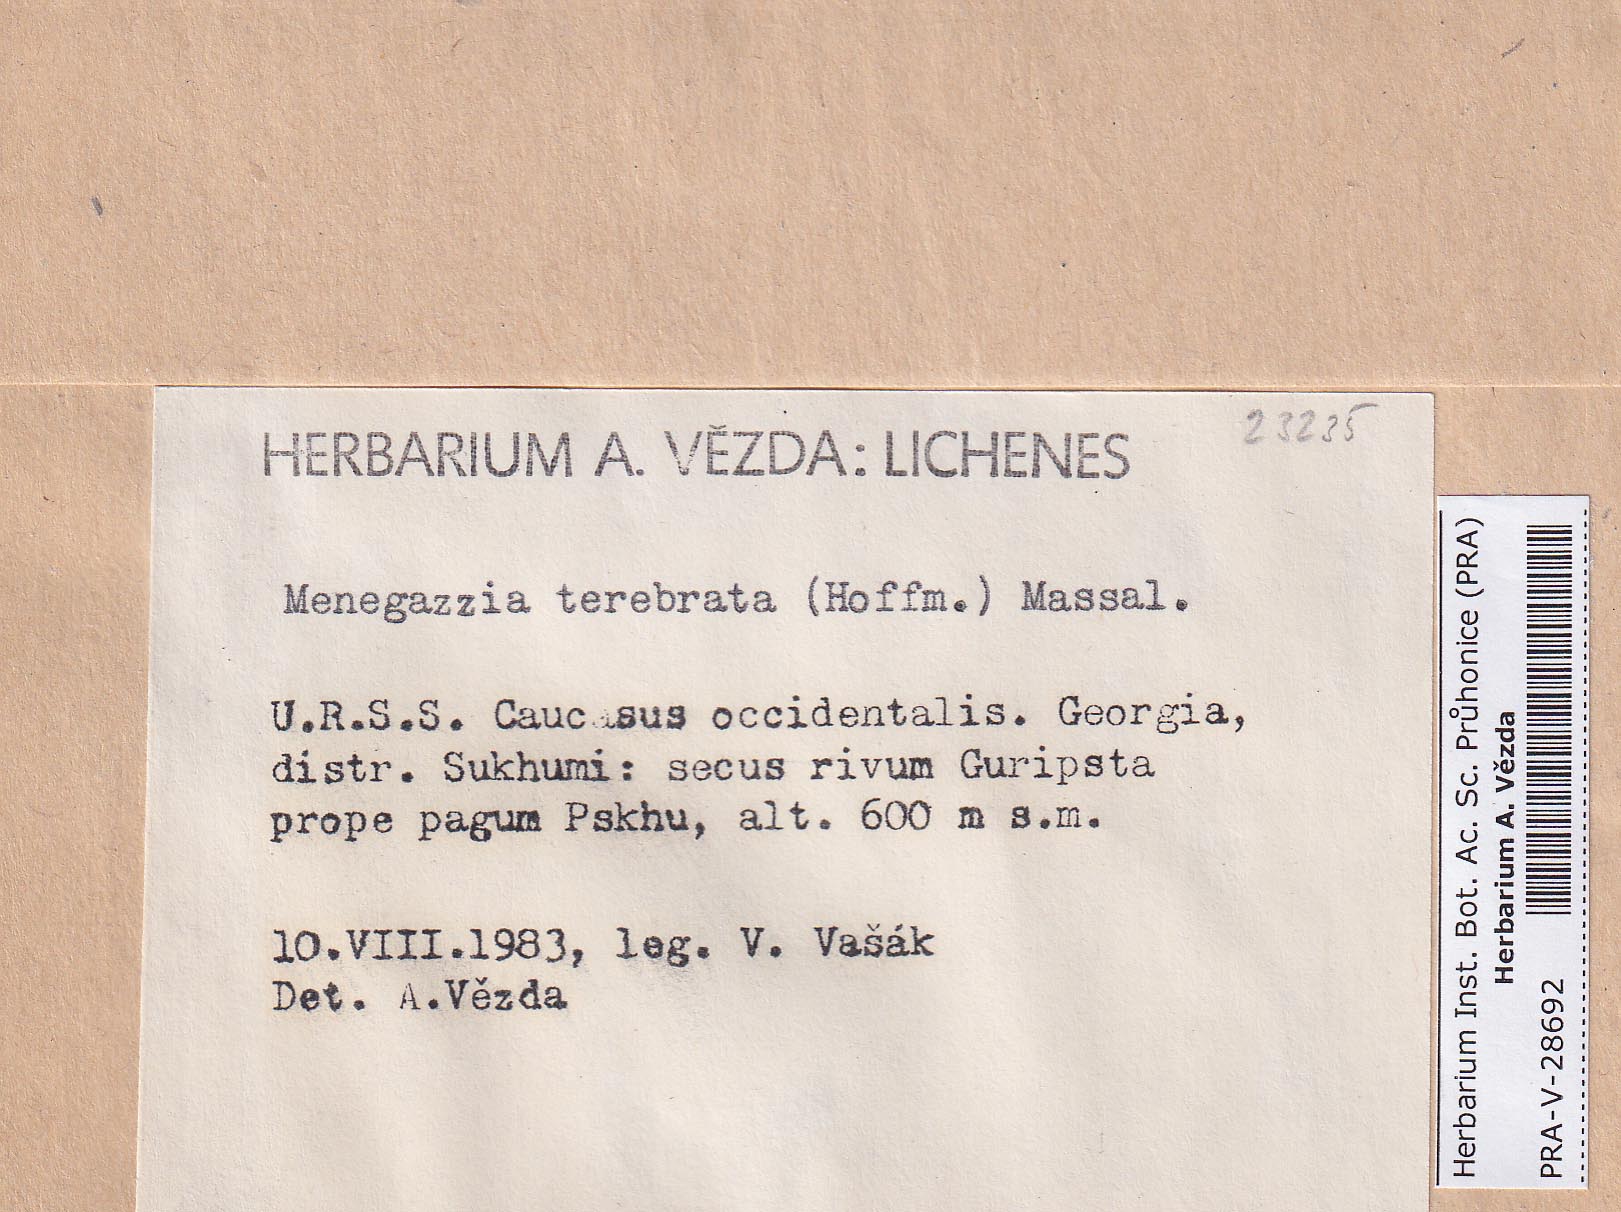 HERBARIUM A. VĚZDA: LICHENES
23235
Menegazzia terebrata (Hoffm.) Massal.
U.R.S.S. Caucasus occidentalis. Georgia,
distr. Sukhumi: secus rivum Guripsta
prope pagum Pskhu, alt. 600 m s.m.
10.VIII.1983, leg. V. Vašák
Det. A.Vězda
Herbarium Inst. Bot. Ac. Sc. Průhonice (PRA)
Herbarium A. Vězda
PRA-V-28692